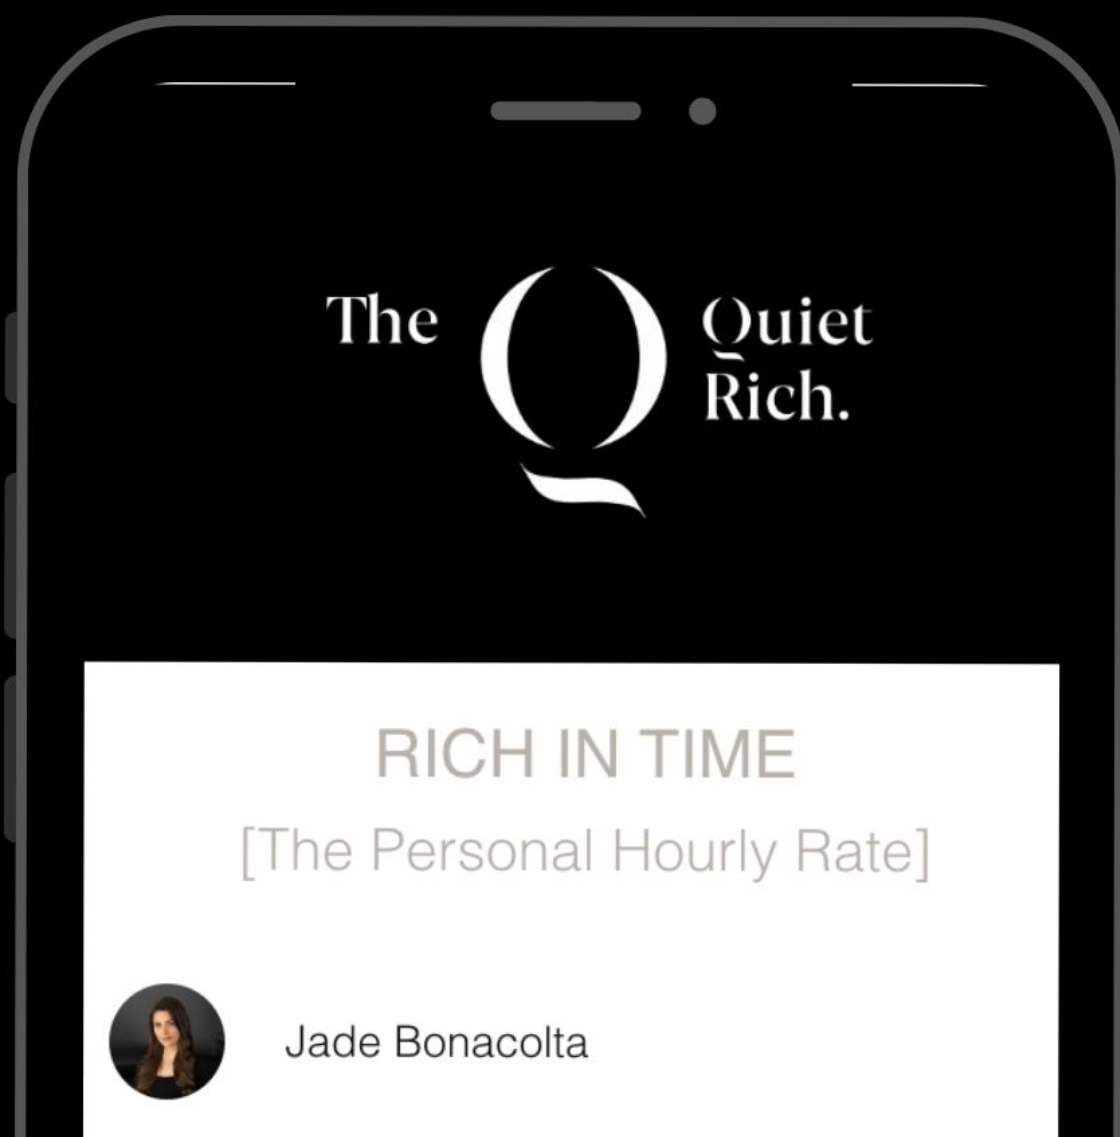 The Quiet
Rich.
RICH IN TIME
[The Personal Hourly Rate]
Jade Bonacolta